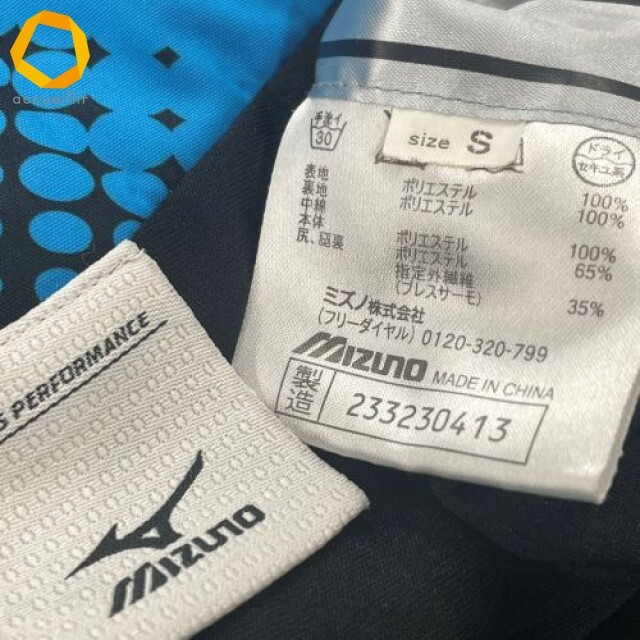 手洗イ
30
size S
ドライ
セキユ系
表地 ポリエステル 100%
裏地 ポリエステル 100%
中綿
本体 ポリエステル 100%
尻、膝裏 ポリエステル 65%
指定外繊維
(ブレスサーモ) 35%
ミズノ株式会社
(フリーダイヤル) 0120-320-799
MIZUNO MADE IN CHINA
製造 233230413
S PERFORMANCE
MIZUNO